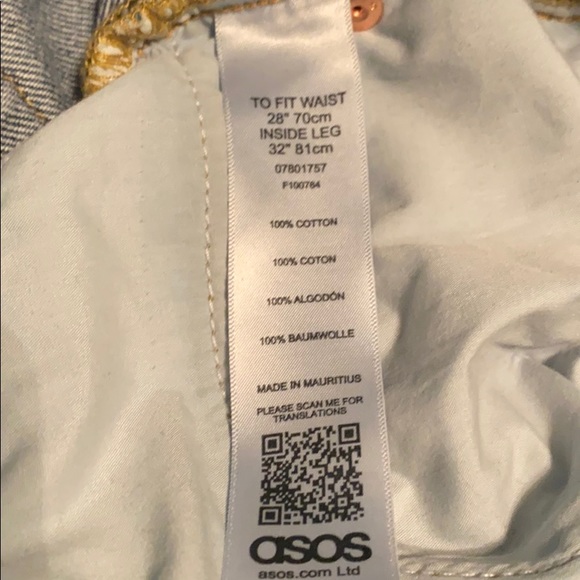 TO FIT WAIST
28" 70cm
INSIDE LEG
32" 81cm
07801757
F100764
100% COTTON
100% COTON
100% ALGODÓN
100% BAUMWOLLE
MADE IN MAURITIUS
PLEASE SCAN ME FOR
TRANSLATIONS
asos
asos.com Ltd